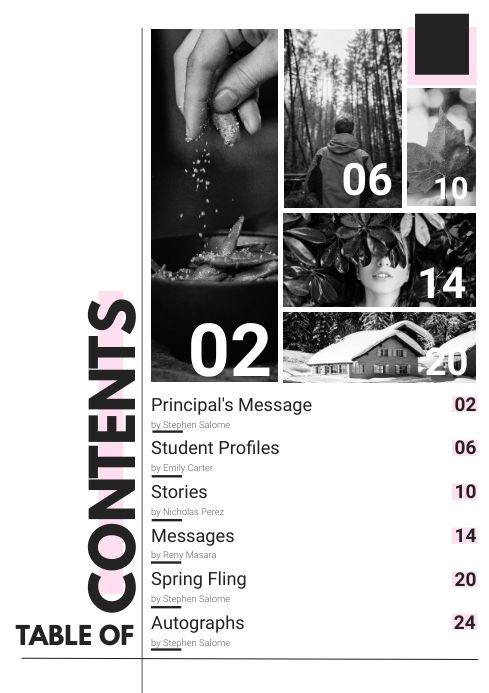 06
10
14
02
20
TABLE OF
CONTENTS
Principal's Message 02
by Stephen Salome
Student Profiles 06
by Emily Carter
Stories 10
by Nicholas Perez
Messages 14
by Reny Masara
Spring Fling 20
by Stephen Salome
Autographs 24
by Stephen Salome